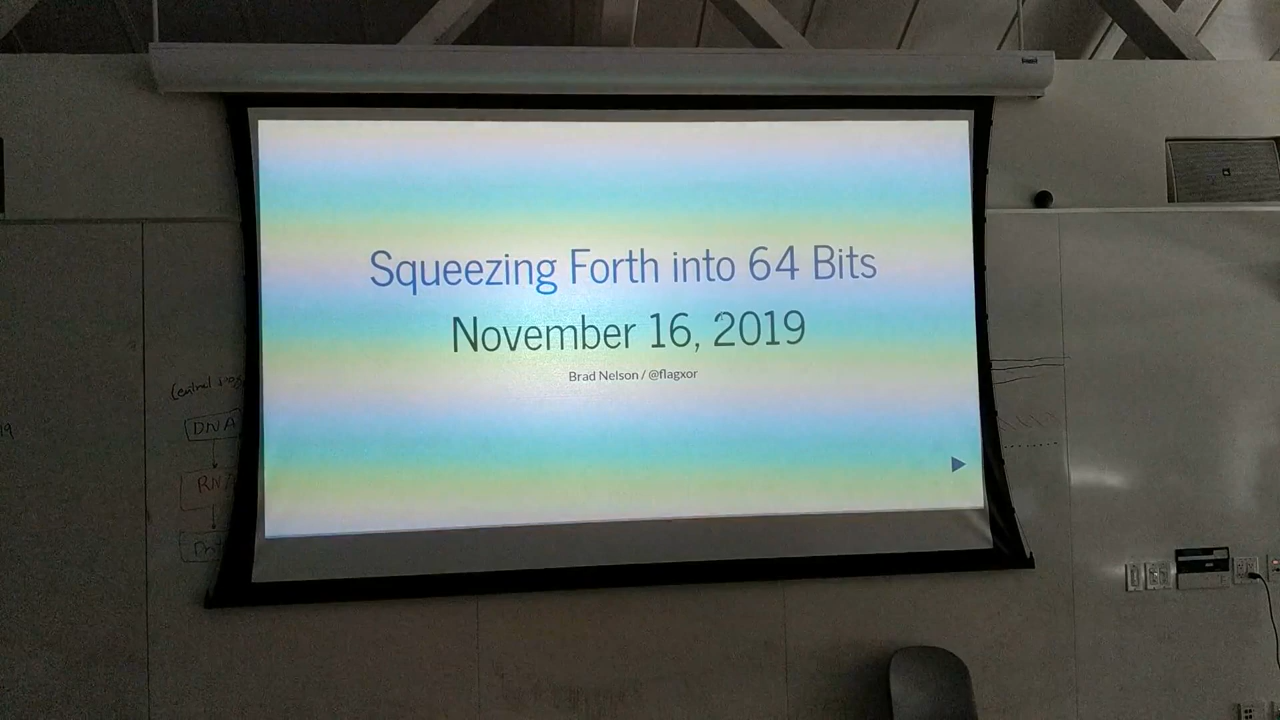 Squeezing Forth into 64 Bits
November 16, 2019
Brad Nelson / @flagxor
DNA